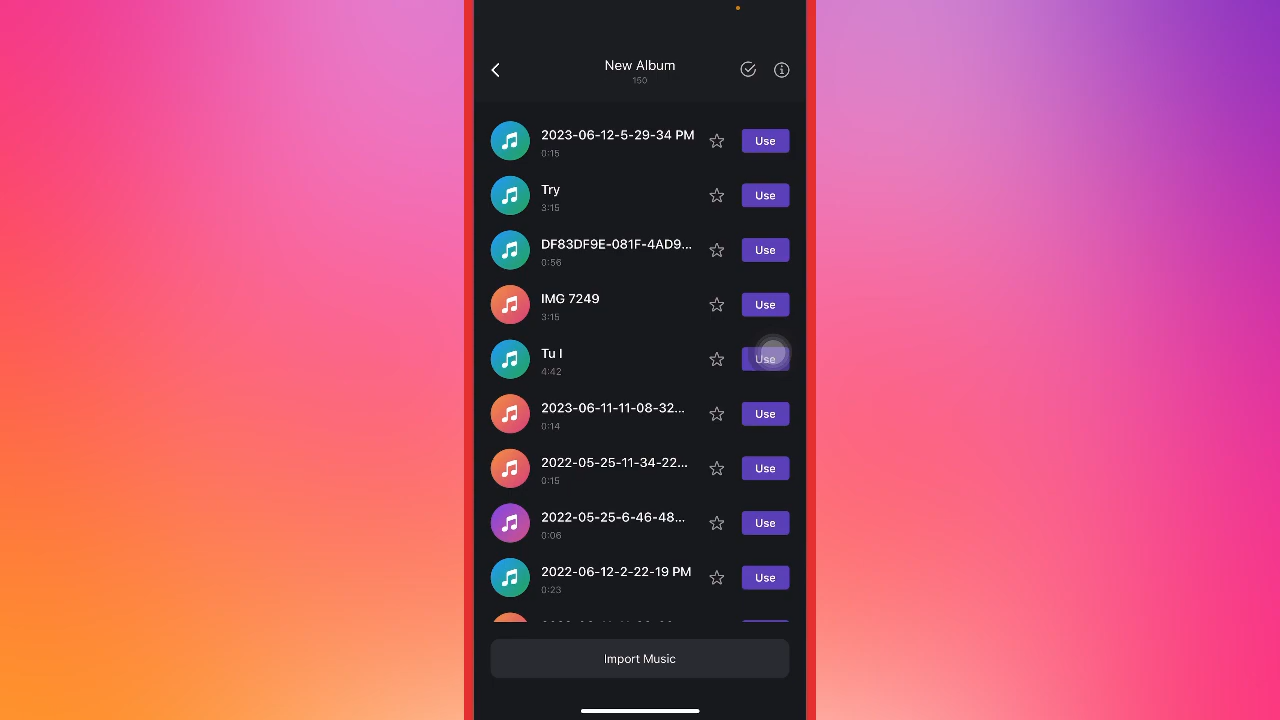 New Album
150
2023-06-12-5-29-34 PM
0:15
Use
Try
3:15
Use
DF83DF9E-081F-4AD9...
0:56
Use
IMG 7249
3:15
Use
Tu I
4:42
Use
2023-06-11-11-08-32...
0:14
Use
2022-05-25-11-34-22...
0:15
Use
2022-05-25-6-46-48...
0:06
Use
2022-06-12-2-22-19 PM
0:23
Use
Import Music